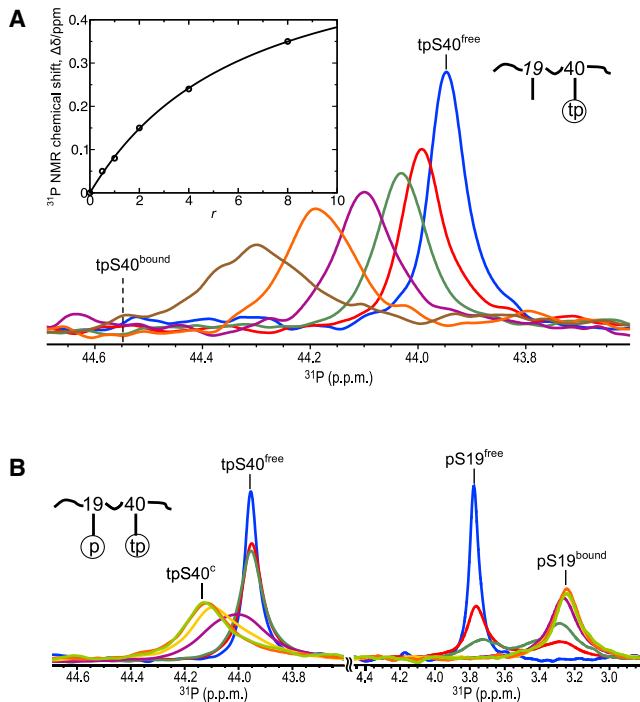 A
³¹P NMR chemical shift, Δδ/ppm
0.4
0.3
0.2
0.1
0
0 2 4 6 8 10
r
tpS40free
19 40
tp
tpS40bound
44.6 44.4 44.2 44.0 43.8
³¹P (p.p.m.)
B
tpS40free
pS19free
19 40
p tp
tpS40c
pS19bound
44.6 44.4 44.2 44.0 43.8
4.4 4.2 4.0 3.8 3.6 3.4 3.2 3.0
³¹P (p.p.m.)
³¹P (p.p.m.)